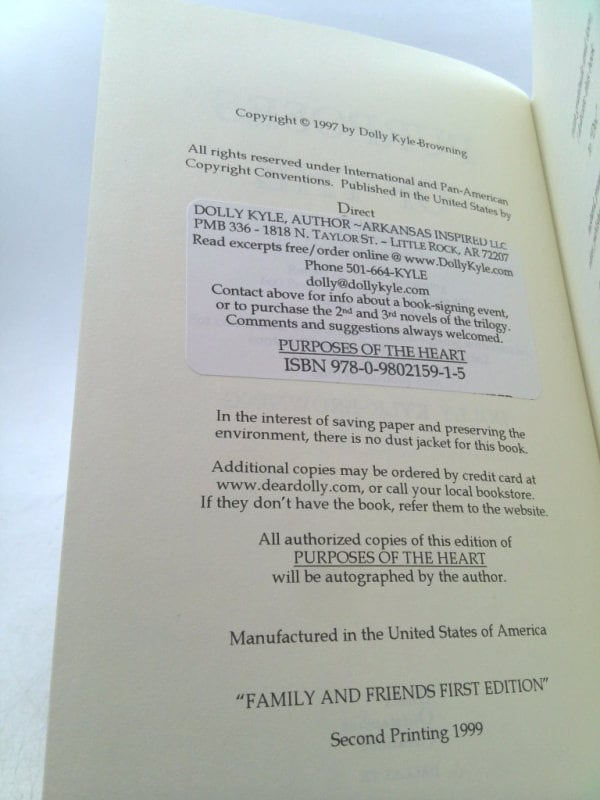 Copyright © 1997 by Dolly Kyle-Browning
All rights reserved under International and Pan-American
Copyright Conventions. Published in the United States by
Direct
DOLLY KYLE, AUTHOR ~ ARKANSAS INSPIRED LLC
PMB 336 - 1818 N. TAYLOR ST. ~ LITTLE ROCK, AR 72207
Read excerpts free/order online @ www.DollyKyle.com
Phone 501-664-KYLE
dolly@dollykyle.com
Contact above for info about a book-signing event,
or to purchase the 2nd and 3rd novels of the trilogy.
Comments and suggestions always welcomed.
PURPOSES OF THE HEART
ISBN 978-0-9802159-1-5
In the interest of saving paper and preserving the
environment, there is no dust jacket for this book.
Additional copies may be ordered by credit card at
www.deardolly.com, or call your local bookstore.
If they don't have the book, refer them to the website.
All authorized copies of this edition of
PURPOSES OF THE HEART
will be autographed by the author.
Manufactured in the United States of America
"FAMILY AND FRIENDS FIRST EDITION"
Second Printing 1999